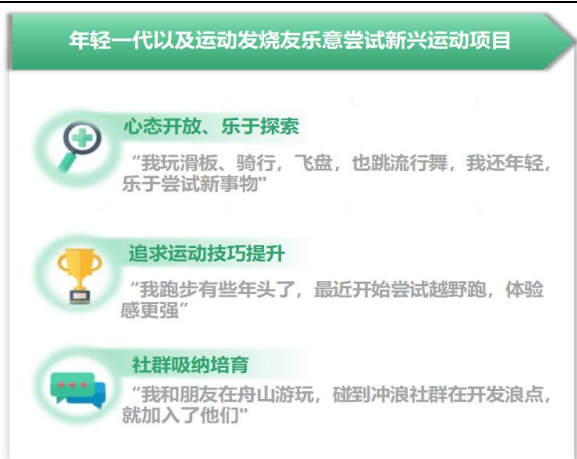 年轻一代以及运动发烧友乐意尝试新兴运动项目
心态开放、乐于探索
“我玩滑板、骑行，飞盘，也跳流行舞，我还年轻，
乐于尝试新事物"
追求运动技巧提升
“我跑步有些年头了，最近开始尝试越野跑，体验
感更强”
社群吸纳培育
“我和朋友在舟山游玩，碰到冲浪社群在开发浪点，
就加入了他们"